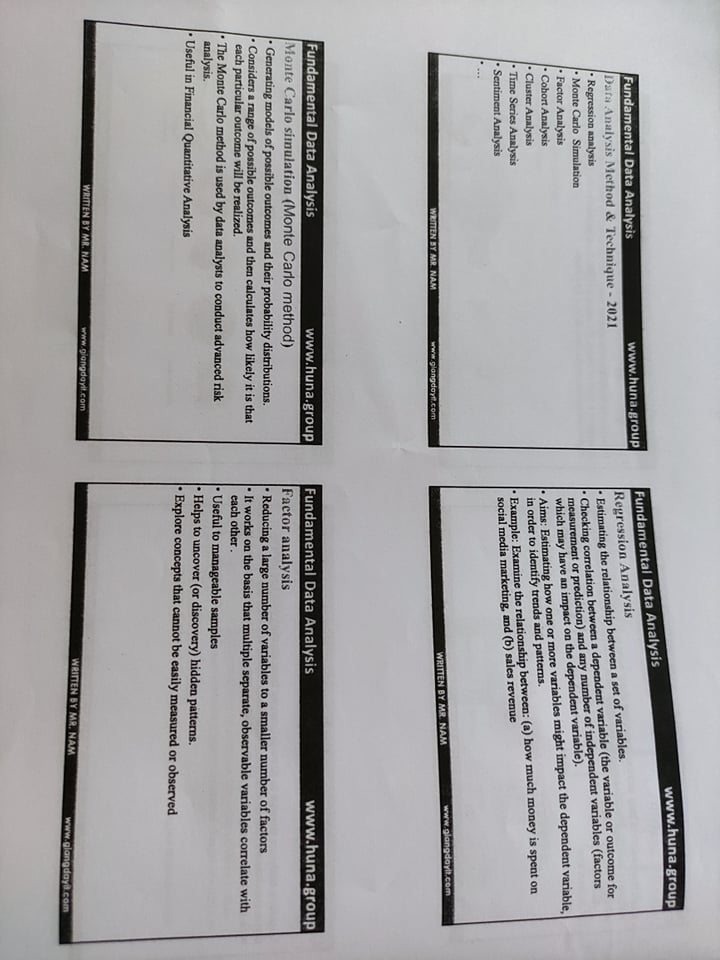 Fundamental Data Analysis www.huna.group
Data Analysis Method & Technique - 2021
• Regression analysis
• Monte Carlo Simulation
• Factor Analysis
• Cohort Analysis
• Cluster Analysis
• Time Series Analysis
• Sentiment Analysis
• ...
WRITTEN BY MR. NAM www.giangdayit.com
Fundamental Data Analysis www.huna.group
Regression Analysis
• Estimating the relationship between a set of variables.
• Checking correlation between a dependent variable (the variable or outcome for
measurement or prediction) and any number of independent variables (factors
which may have an impact on the dependent variable).
• Aims: Estimating how one or more variables might impact the dependent variable,
in order to identify trends and patterns.
• Example: Examine the relationship between: (a) how much money is spent on
social media marketing, and (b) sales revenue
WRITTEN BY MR. NAM www.giangdayit.com
Fundamental Data Analysis www.huna.group
Monte Carlo simulation (Monte Carlo method)
• Generating models of possible outcomes and their probability distributions.
• Considers a range of possible outcomes and then calculates how likely it is that
each particular outcome will be realized.
• The Monte Carlo method is used by data analysts to conduct advanced risk
analysis.
• Useful in Financial Quantitative Analysis
WRITTEN BY MR. NAM www.giangdayit.com
Fundamental Data Analysis www.huna.group
Factor analysis
• Reducing a large number of variables to a smaller number of factors
• It works on the basis that multiple separate, observable variables correlate with
each other .
• Useful to manageable samples
• Helps to uncover (or discovery) hidden patterns.
• Explore concepts that cannot be easily measured or observed
WRITTEN BY MR. NAM www.giangdayit.com